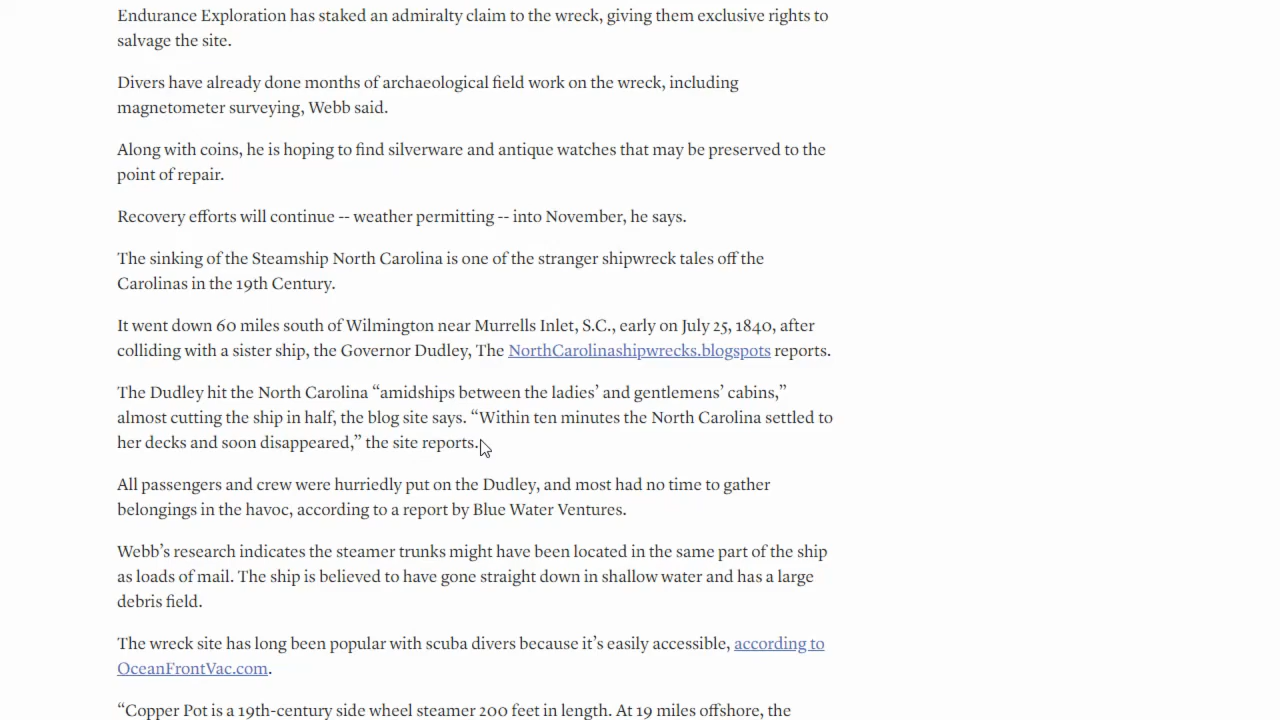 Endurance Exploration has staked an admiralty claim to the wreck, giving them exclusive rights to
salvage the site.
Divers have already done months of archaeological field work on the wreck, including
magnetometer surveying, Webb said.
Along with coins, he is hoping to find silverware and antique watches that may be preserved to the
point of repair.
Recovery efforts will continue -- weather permitting -- into November, he says.
The sinking of the Steamship North Carolina is one of the stranger shipwreck tales off the
Carolinas in the 19th Century.
It went down 60 miles south of Wilmington near Murrells Inlet, S.C., early on July 25, 1840, after
colliding with a sister ship, the Governor Dudley, The NorthCarolinashipwrecks.blogspots reports.
The Dudley hit the North Carolina “amidships between the ladies’ and gentlemens’ cabins,”
almost cutting the ship in half, the blog site says. “Within ten minutes the North Carolina settled to
her decks and soon disappeared,” the site reports.
All passengers and crew were hurriedly put on the Dudley, and most had no time to gather
belongings in the havoc, according to a report by Blue Water Ventures.
Webb’s research indicates the steamer trunks might have been located in the same part of the ship
as loads of mail. The ship is believed to have gone straight down in shallow water and has a large
debris field.
The wreck site has long been popular with scuba divers because it’s easily accessible, according to
OceanFrontVac.com.
“Copper Pot is a 19th-century side wheel steamer 200 feet in length. At 19 miles offshore, the